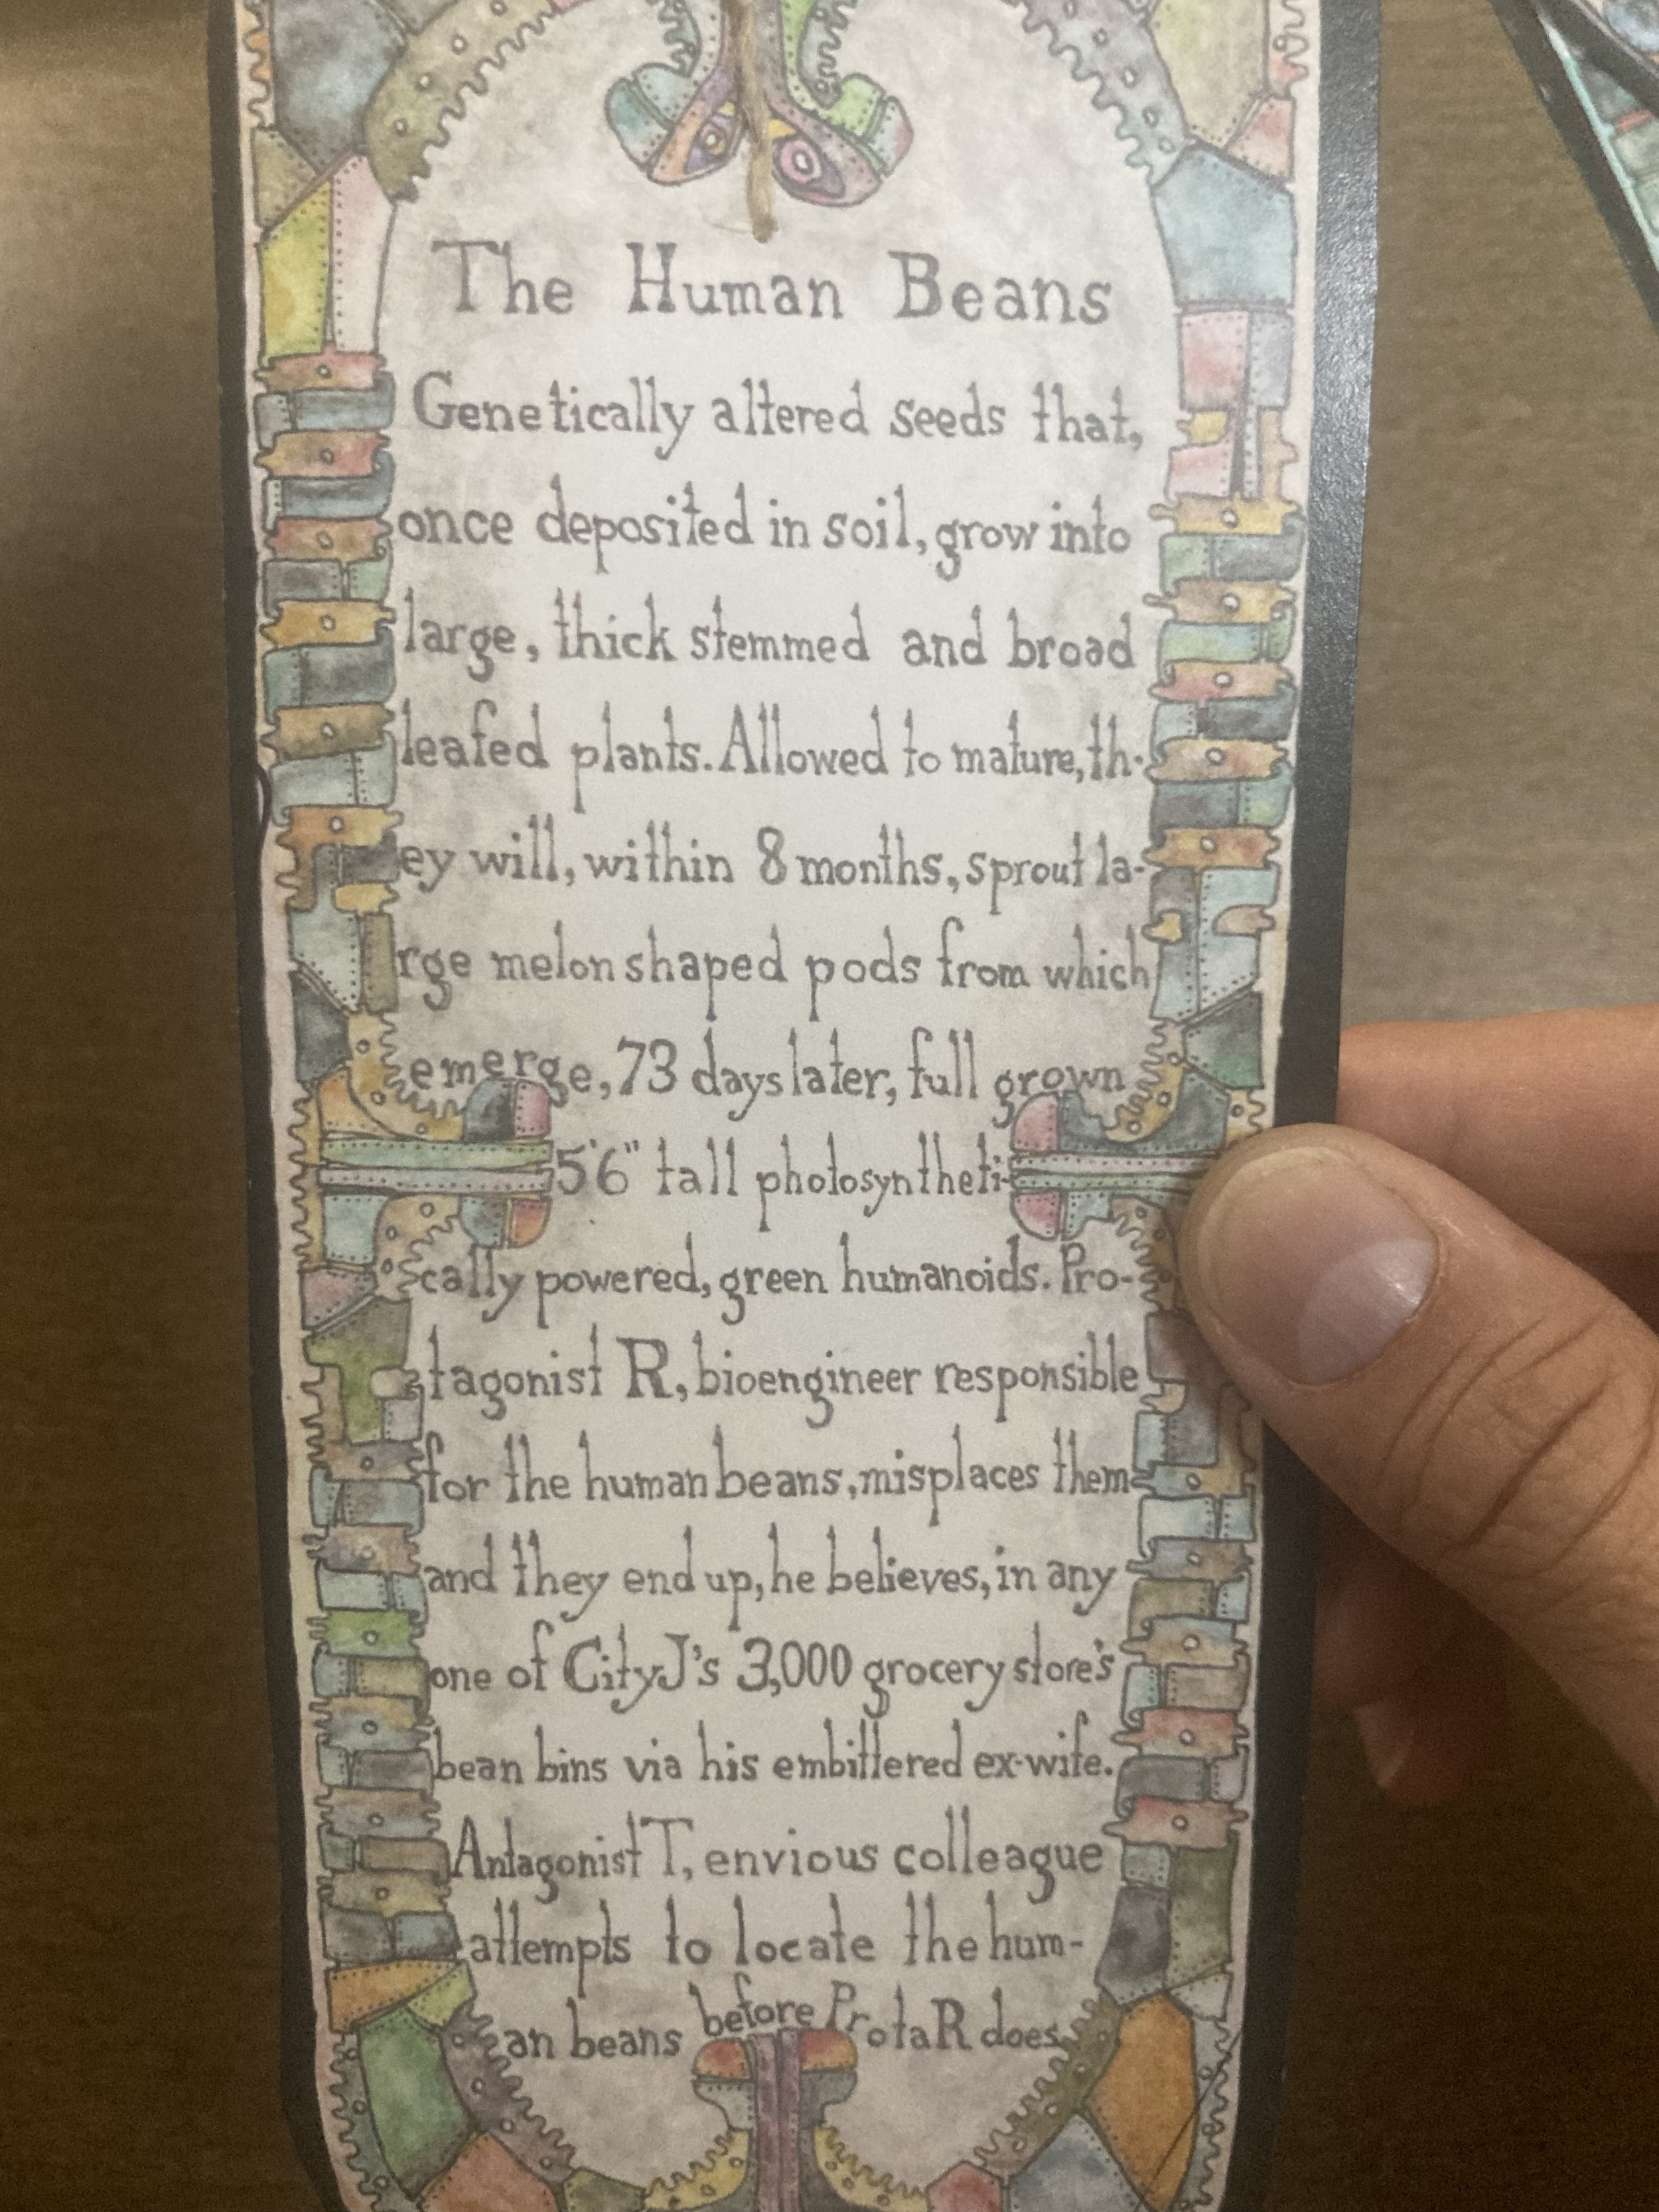 The Human Beans
Genetically altered seeds that,
once deposited in soil, grow into
large, thick stemmed and broad
leafed plants. Allowed to mature, th-
ey will, within 8 months, sprout la-
rge melon shaped pods from which
emerge, 73 days later, full grown
5'6" tall photosyntheti-
cally powered, green humanoids. Pro-
tagonist R, bioengineer responsible
for the human beans, misplaces them
and they end up, he believes, in any
one of City J's 3,000 grocery store's
bean bins via his embittered ex-wife.
Antagonist T, envious colleague
attempts to locate the hum-
an beans before Prota R does.